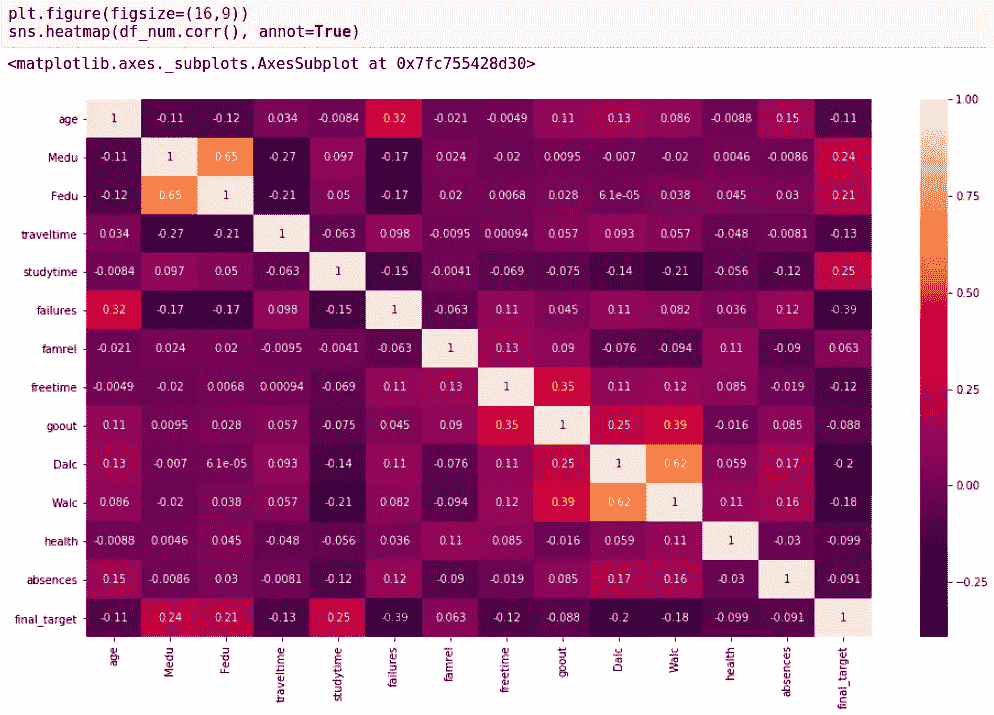 plt.figure(figsize=(16,9))
sns.heatmap(df_num.corr(), annot=True)
<matplotlib.axes._subplots.AxesSubplot at 0x7fc755428d30>
age 1 -0.11 -0.12 0.034 -0.0084 0.32 -0.021 -0.0049 0.11 0.13 0.086 -0.0088 0.15 -0.11
Medu -0.11 1 0.65 -0.27 0.097 -0.17 0.024 -0.02 0.0095 -0.007 -0.02 0.0046 -0.0086 0.24
Fedu -0.12 0.65 1 -0.21 0.05 -0.17 0.02 0.0068 0.028 6.1e-05 0.038 0.045 0.03 0.21
traveltime 0.034 -0.27 -0.21 1 -0.063 0.098 -0.0095 0.00094 0.057 0.093 0.057 -0.048 -0.0081 -0.13
studytime -0.0084 0.097 0.05 -0.063 1 -0.15 -0.0041 -0.069 -0.075 -0.14 -0.21 -0.056 -0.12 0.25
failures 0.32 -0.17 -0.17 0.098 -0.15 1 -0.063 0.11 0.045 0.11 0.082 0.036 0.12 -0.39
famrel -0.021 0.024 0.02 -0.0095 -0.0041 -0.063 1 0.13 0.09 -0.076 -0.094 0.11 -0.09 0.063
freetime -0.0049 -0.02 0.0068 0.00094 -0.069 0.11 0.13 1 0.35 0.11 0.12 0.085 -0.019 -0.12
goout 0.11 0.0095 0.028 0.057 -0.075 0.045 0.09 0.35 1 0.25 0.39 -0.016 0.085 -0.088
Dalc 0.13 -0.007 6.1e-05 0.093 -0.14 0.11 -0.076 0.11 0.25 1 0.62 0.059 0.17 -0.2
Walc 0.086 -0.02 0.038 0.057 -0.21 0.082 -0.094 0.12 0.39 0.62 1 0.11 0.16 -0.18
health -0.0088 0.0046 0.045 -0.048 -0.056 0.036 0.11 0.085 -0.016 0.059 0.11 1 -0.03 -0.099
absences 0.15 -0.0086 0.03 -0.0081 -0.12 0.12 -0.09 -0.019 0.085 0.17 0.16 -0.03 1 -0.091
final_target -0.11 0.24 0.21 -0.13 0.25 -0.39 0.063 -0.12 -0.088 -0.2 -0.18 -0.099 -0.091 1
age Medu Fedu traveltime studytime failures famrel freetime goout Dalc Walc health absences final_target
1.00
0.75
0.50
0.25
0.00
-0.25